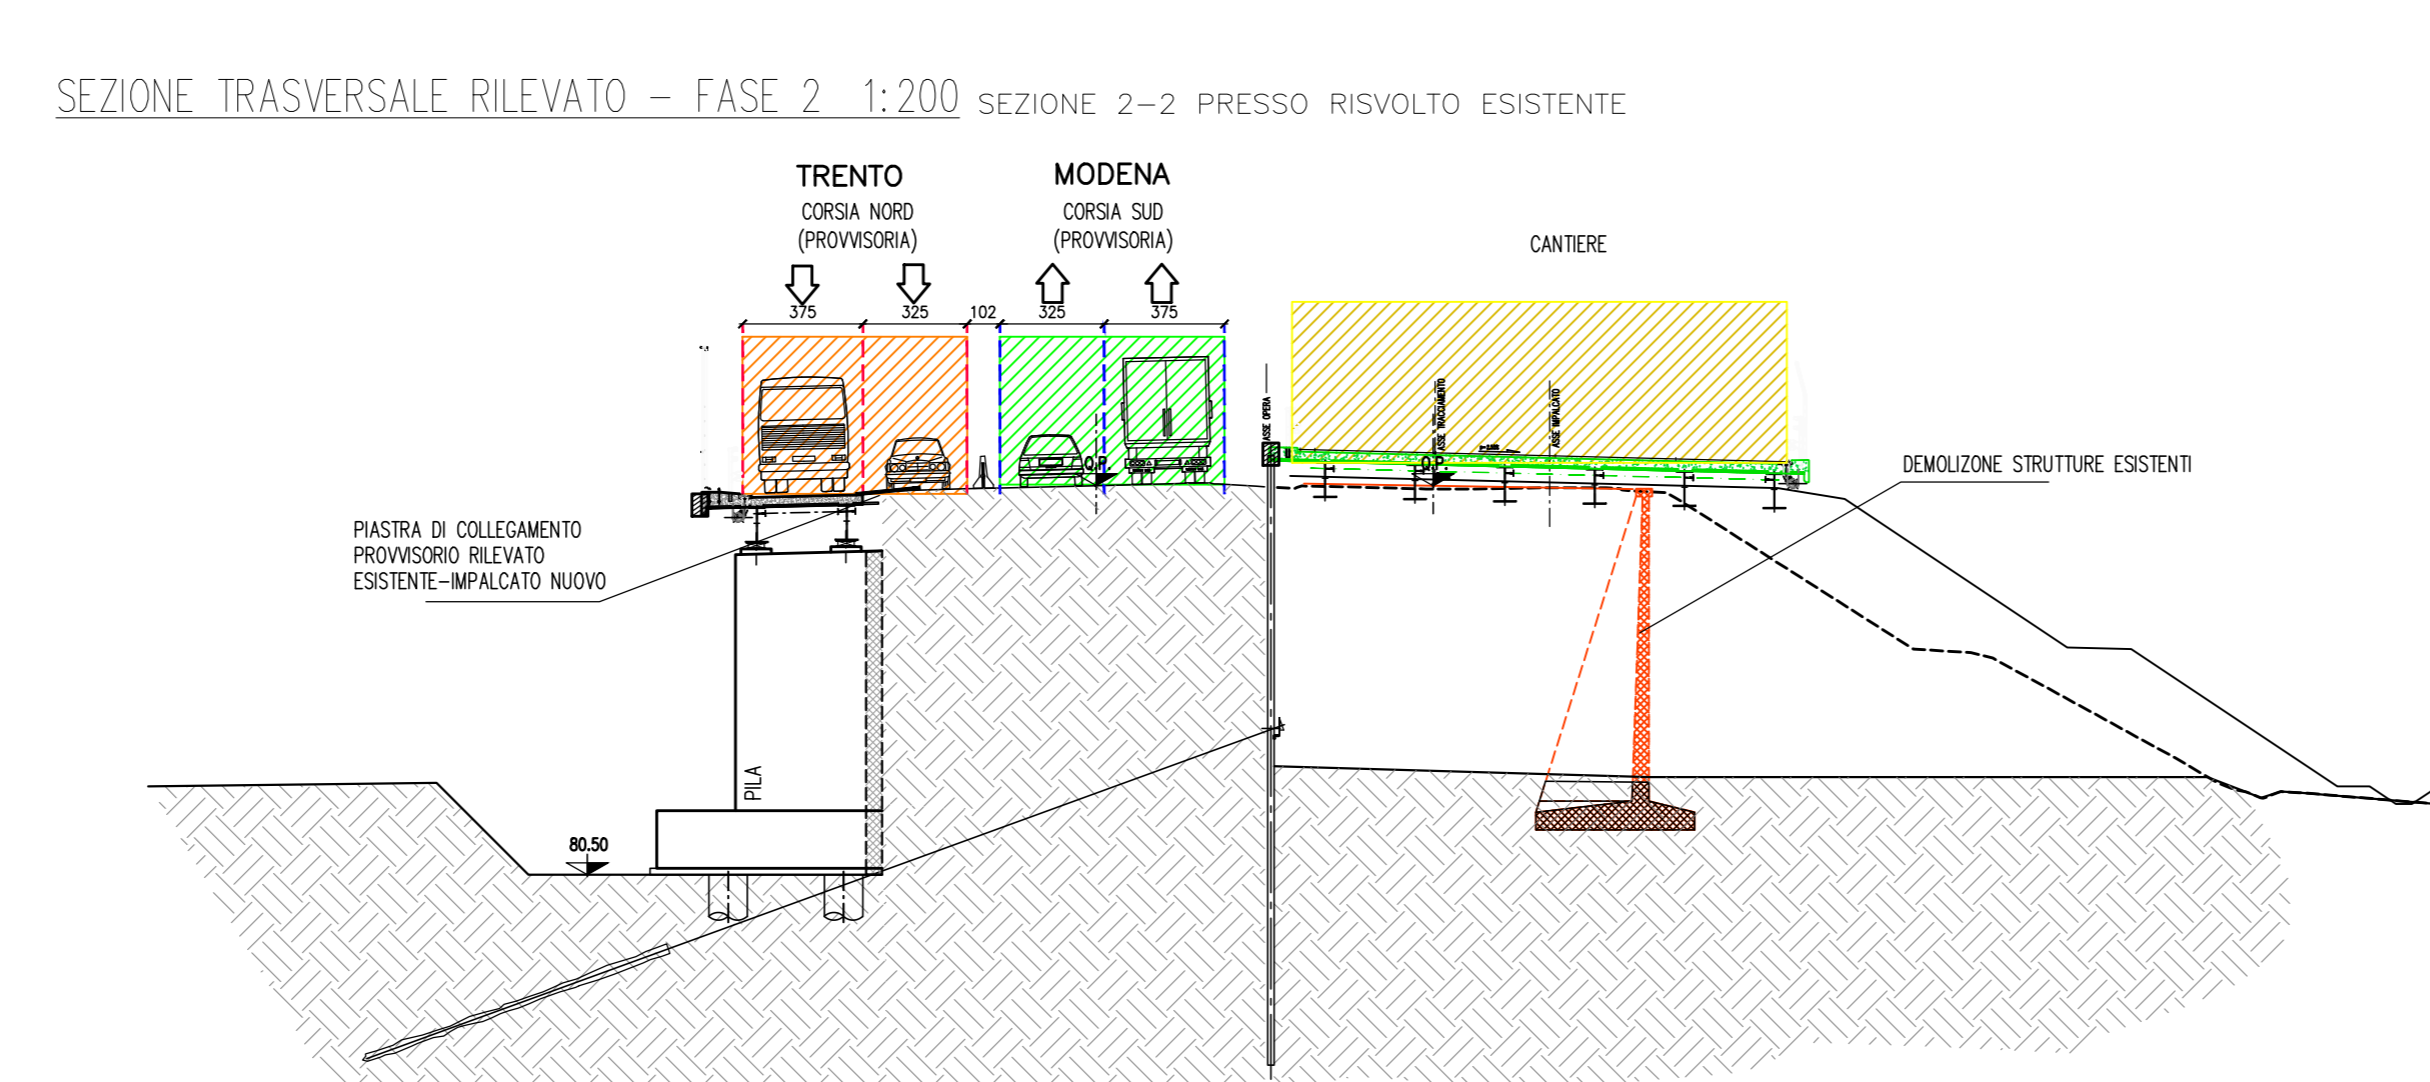 SEZIONE TRASVERSALE RILEVATO - FASE 2 1:200 SEZIONE 2-2 PRESSO RISVOLTO ESISTENTE
TRENTO
CORSIA NORD
(PROVVISORIA)
MODENA
CORSIA SUD
(PROVVISORIA)
CANTIERE
375 325 102 325 375
ASSE OPERA
ASSE TRACCIAMENTO
ASSE IMPALCATO
Q.P.
Q.P.
DEMOLIZONE STRUTTURE ESISTENTI
PIASTRA DI COLLEGAMENTO
PROVVISORIO RILEVATO
ESISTENTE-IMPALCATO NUOVO
PILA
80.50